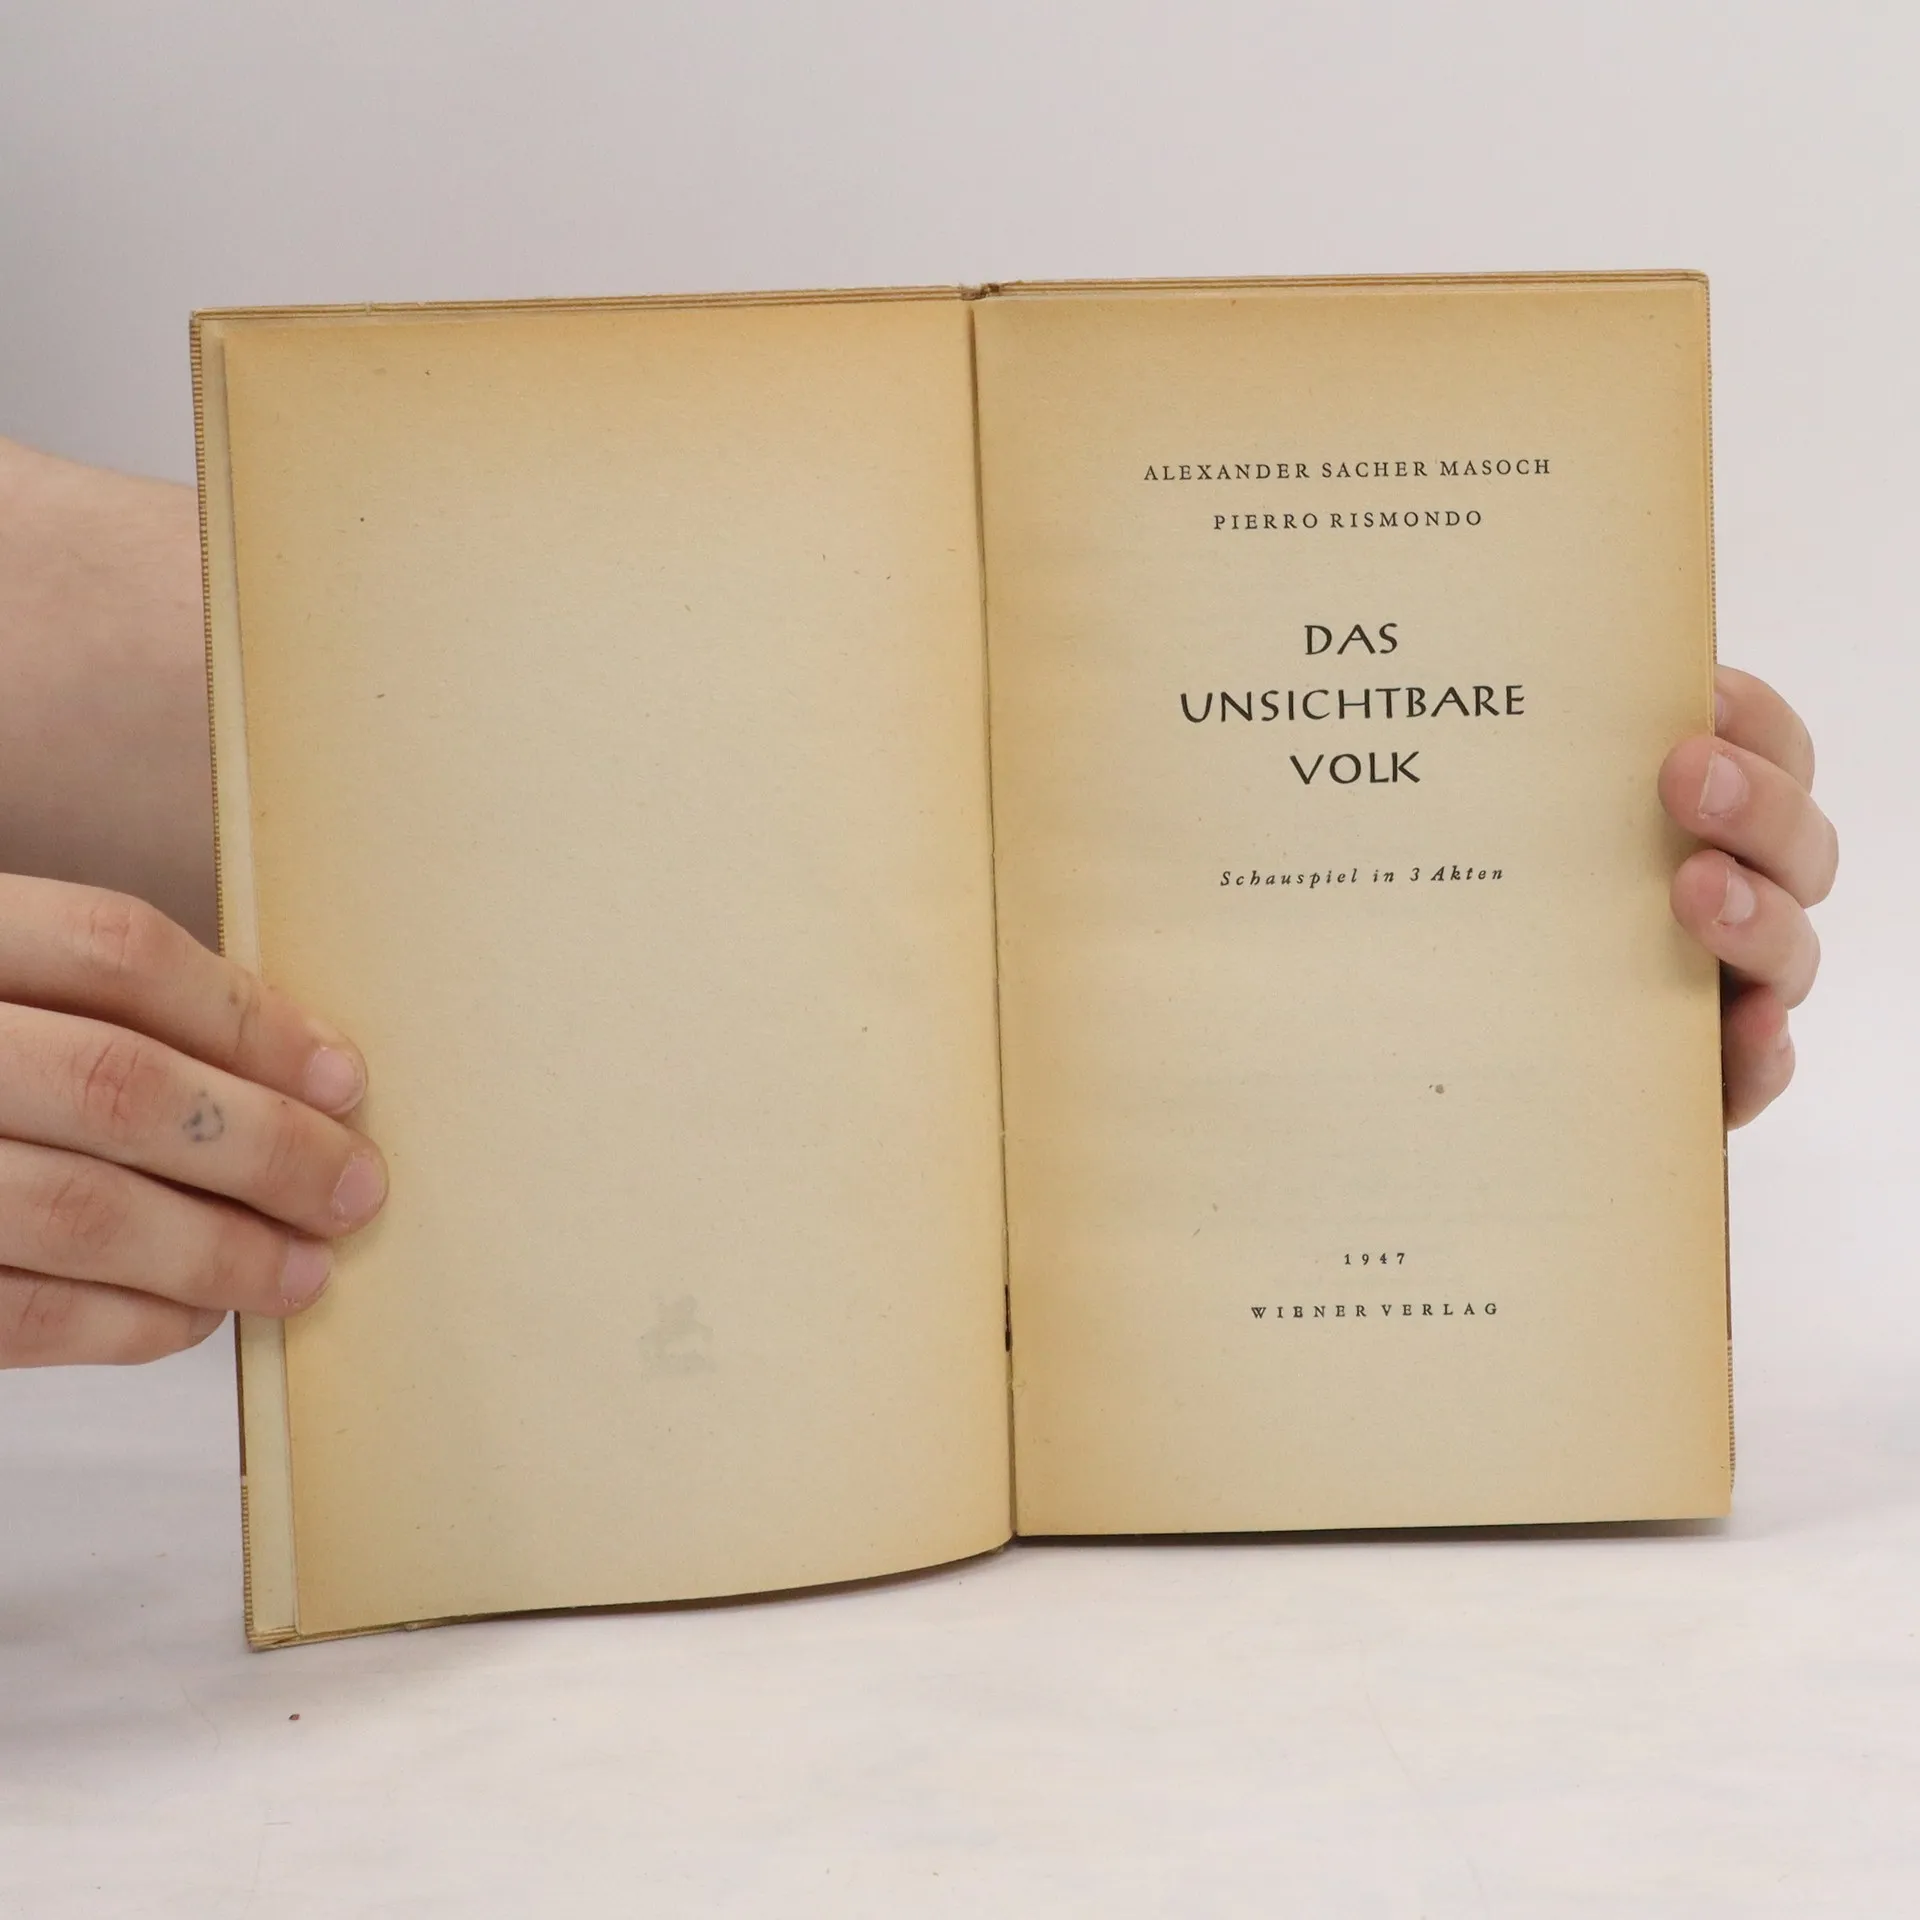 ALEXANDER SACHER MASOCH
PIERRO RISMONDO
DAS
UNSICHTBARE
VOLK
Schauspiel in 3 Akten
1947
WIENER VERLAG